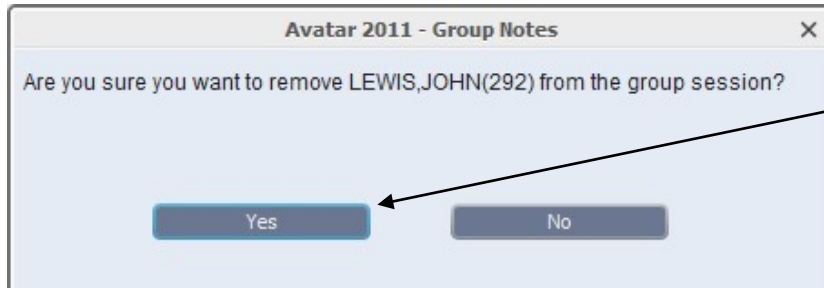 Avatar 2011 - Group Notes
Are you sure you want to remove LEWIS,JOHN(292) from the group session?
Yes No